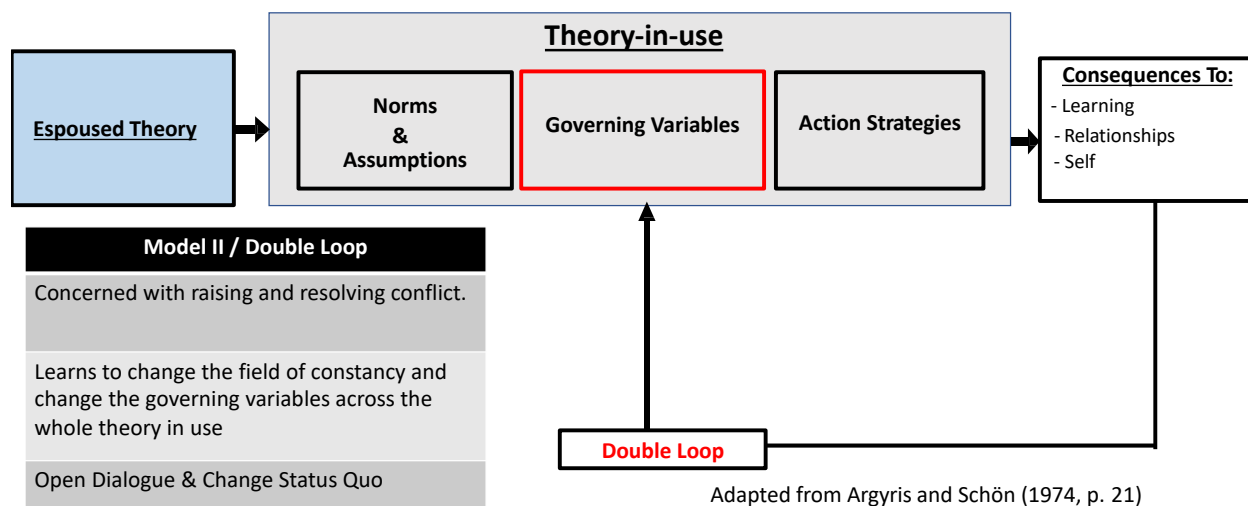 Theory-in-use
Espoused Theory
Norms
&
Assumptions
Governing Variables
Action Strategies
Consequences To:
- Learning
- Relationships
- Self
Model II / Double Loop
Concerned with raising and resolving conflict.
Learns to change the field of constancy and
change the governing variables across the
whole theory in use
Open Dialogue & Change Status Quo
Double Loop
Adapted from Argyris and Schön (1974, p. 21)